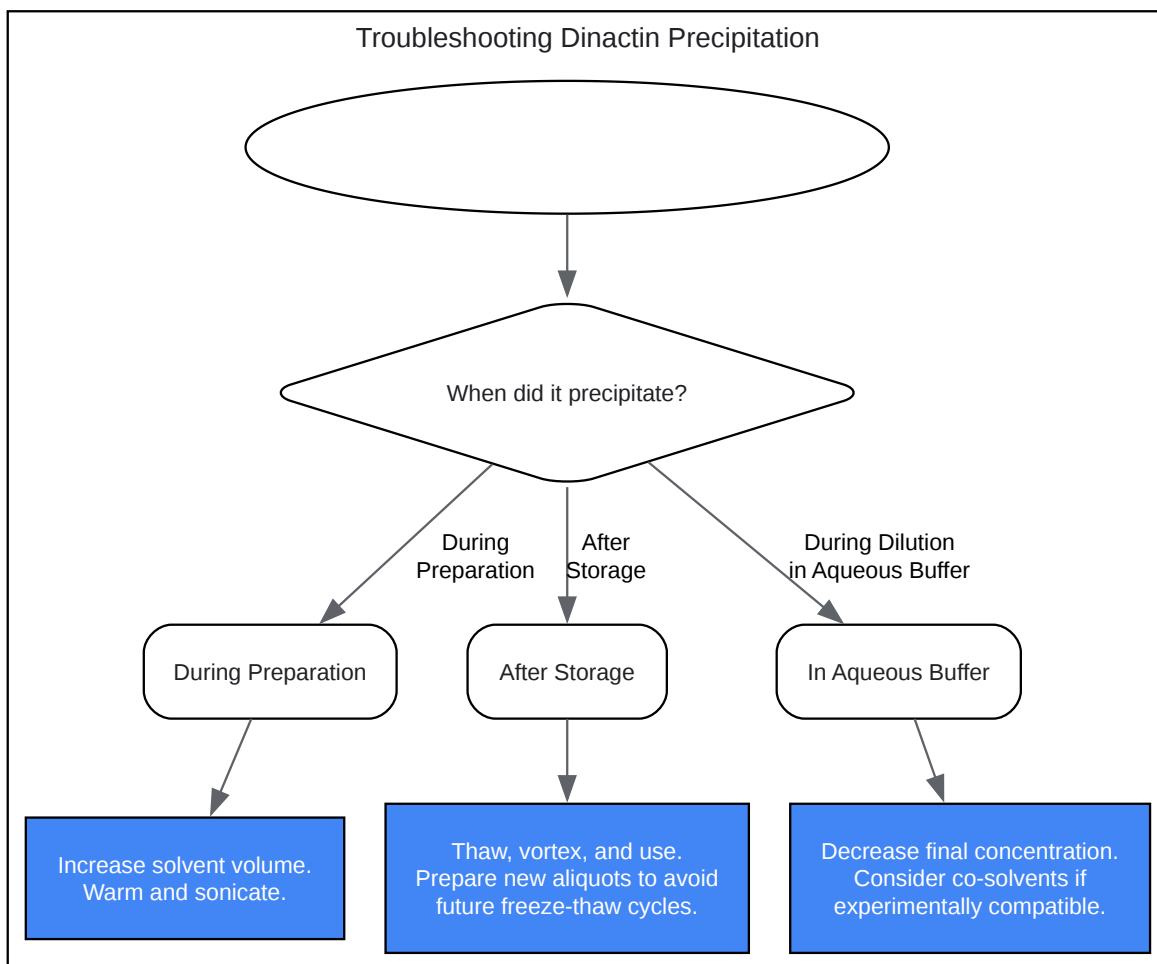 Troubleshooting Dinactin Precipitation
When did it precipitate?
During
Preparation
After
Storage
During Dilution
in Aqueous Buffer
During Preparation
After Storage
In Aqueous Buffer
Increase solvent volume.
Warm and sonicate.
Thaw, vortex, and use.
Prepare new aliquots to avoid
future freeze-thaw cycles.
Decrease final concentration.
Consider co-solvents if
experimentally compatible.